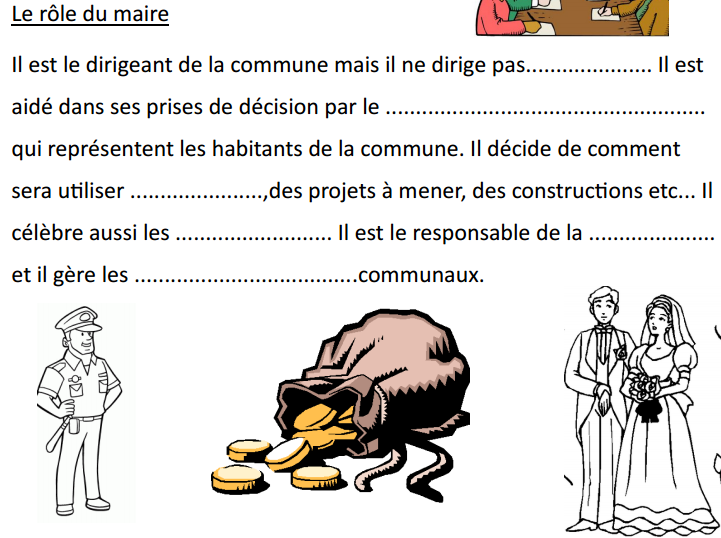 Le rôle du maire
Il est le dirigeant de la commune mais il ne dirige pas..................... Il est
aidé dans ses prises de décision par le .....................................................
qui représentent les habitants de la commune. Il décide de comment
sera utiliser ......................,des projets à mener, des constructions etc... Il
célèbre aussi les .......................... Il est le responsable de la .....................
et il gère les .....................................communaux.